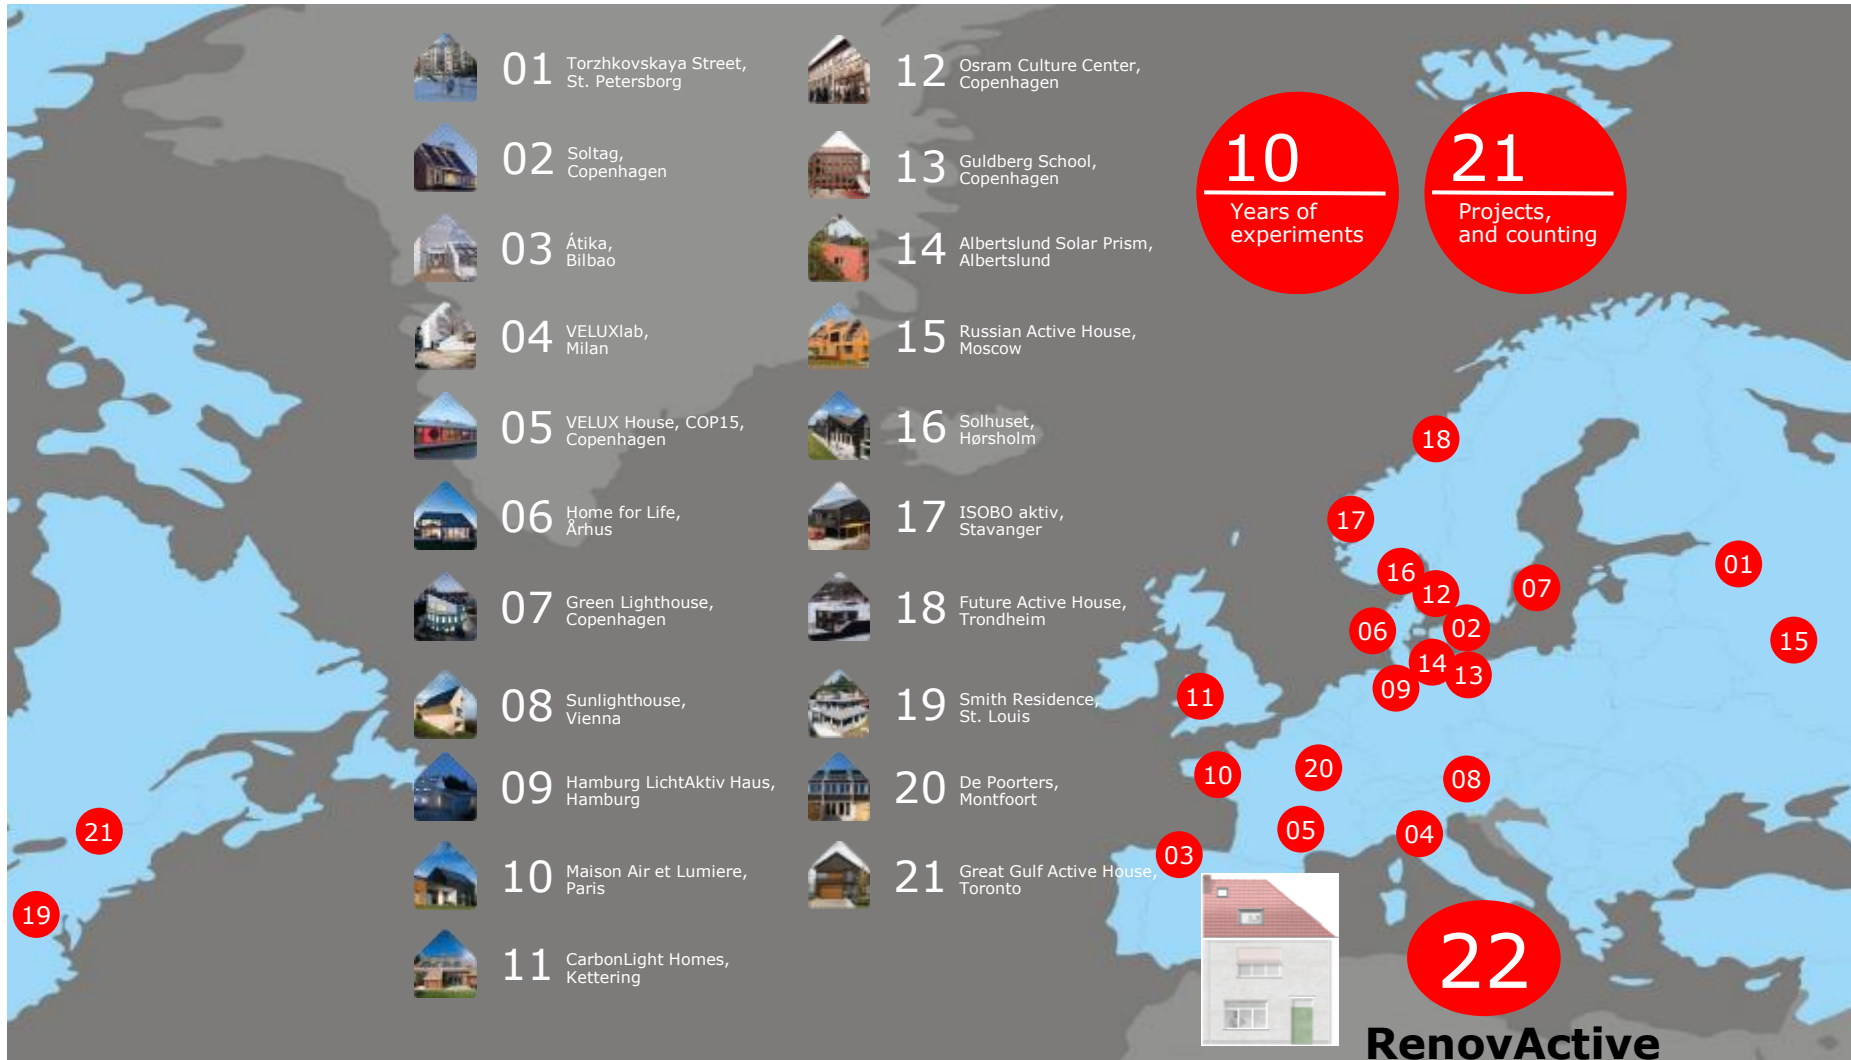 01
Torzhkovskaya Street,
St. Petersborg
02
Soltag,
Copenhagen
03
Átika,
Bilbao
04
VELUXlab,
Milan
05
VELUX House, COP15,
Copenhagen
06
Home for Life,
Århus
07
Green Lighthouse,
Copenhagen
08
Sunlighthouse,
Vienna
09
Hamburg LichtAktiv Haus,
Hamburg
10
Maison Air et Lumiere,
Paris
11
CarbonLight Homes,
Kettering
12
Osram Culture Center,
Copenhagen
13
Guldberg School,
Copenhagen
14
Albertslund Solar Prism,
Albertslund
15
Russian Active House,
Moscow
16
Solhuset,
Hørsholm
17
ISOBO aktiv,
Stavanger
18
Future Active House,
Trondheim
19
Smith Residence,
St. Louis
20
De Poorters,
Montfoort
21
Great Gulf Active House,
Toronto
10
Years of
experiments
21
Projects,
and counting
18
17
16
12
07
01
06
02
15
14
13
09
11
10
20
08
05
04
03
21
19
22
RenovActive